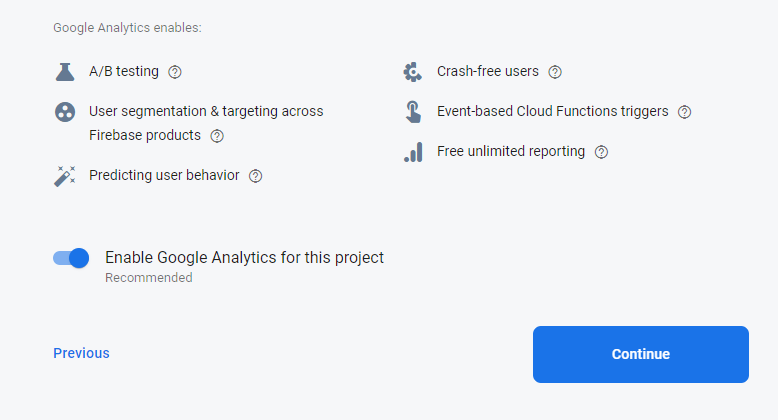 Google Analytics enables:
A/B testing
User segmentation & targeting across
Firebase products
Predicting user behavior
Crash-free users
Event-based Cloud Functions triggers
Free unlimited reporting
Enable Google Analytics for this project
Recommended
Previous
Continue